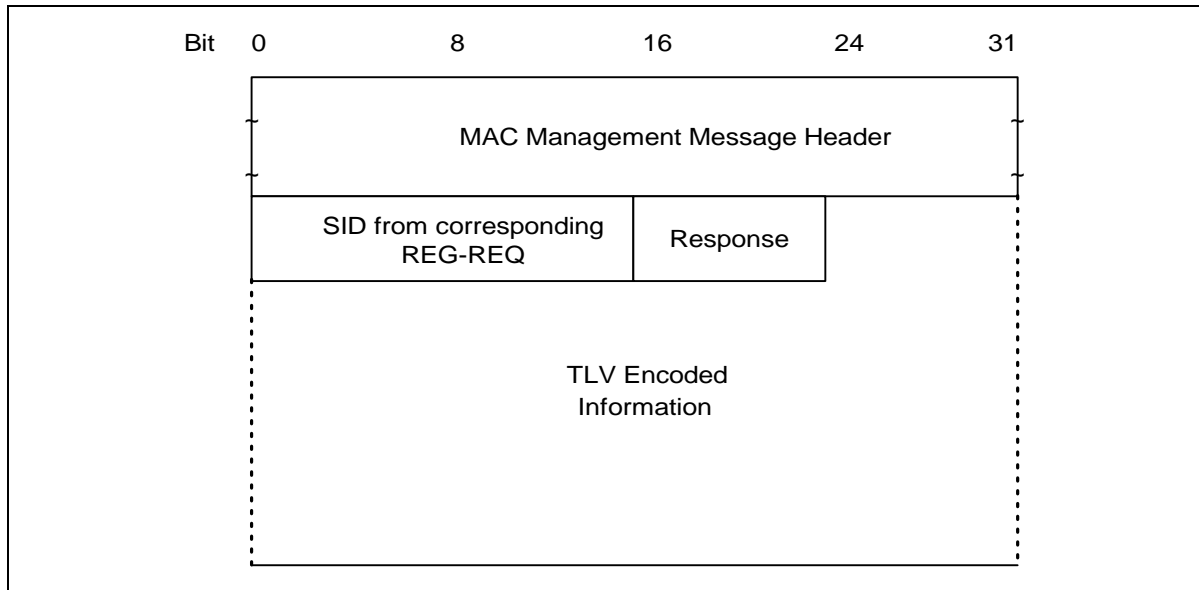 Bit 0 8 16 24 31
MAC Management Message Header
SID from corresponding
REG-REQ
Response
TLV Encoded
Information